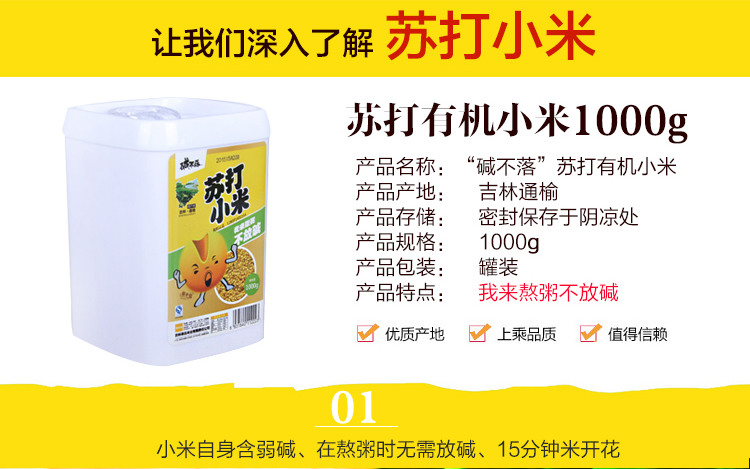 让我们深入了解 苏打小米
苏打有机小米1000g
产品名称：“碱不落”苏打有机小米
产品产地： 吉林通榆
产品存储： 密封保存于阴凉处
产品规格： 1000g
产品包装： 罐装
产品特点： 我来熬粥不放碱
优质产地 上乘品质 值得信赖
苏打
小米
不放碱
1000g
01
小米自身含弱碱、在熬粥时无需放碱、15分钟米开花